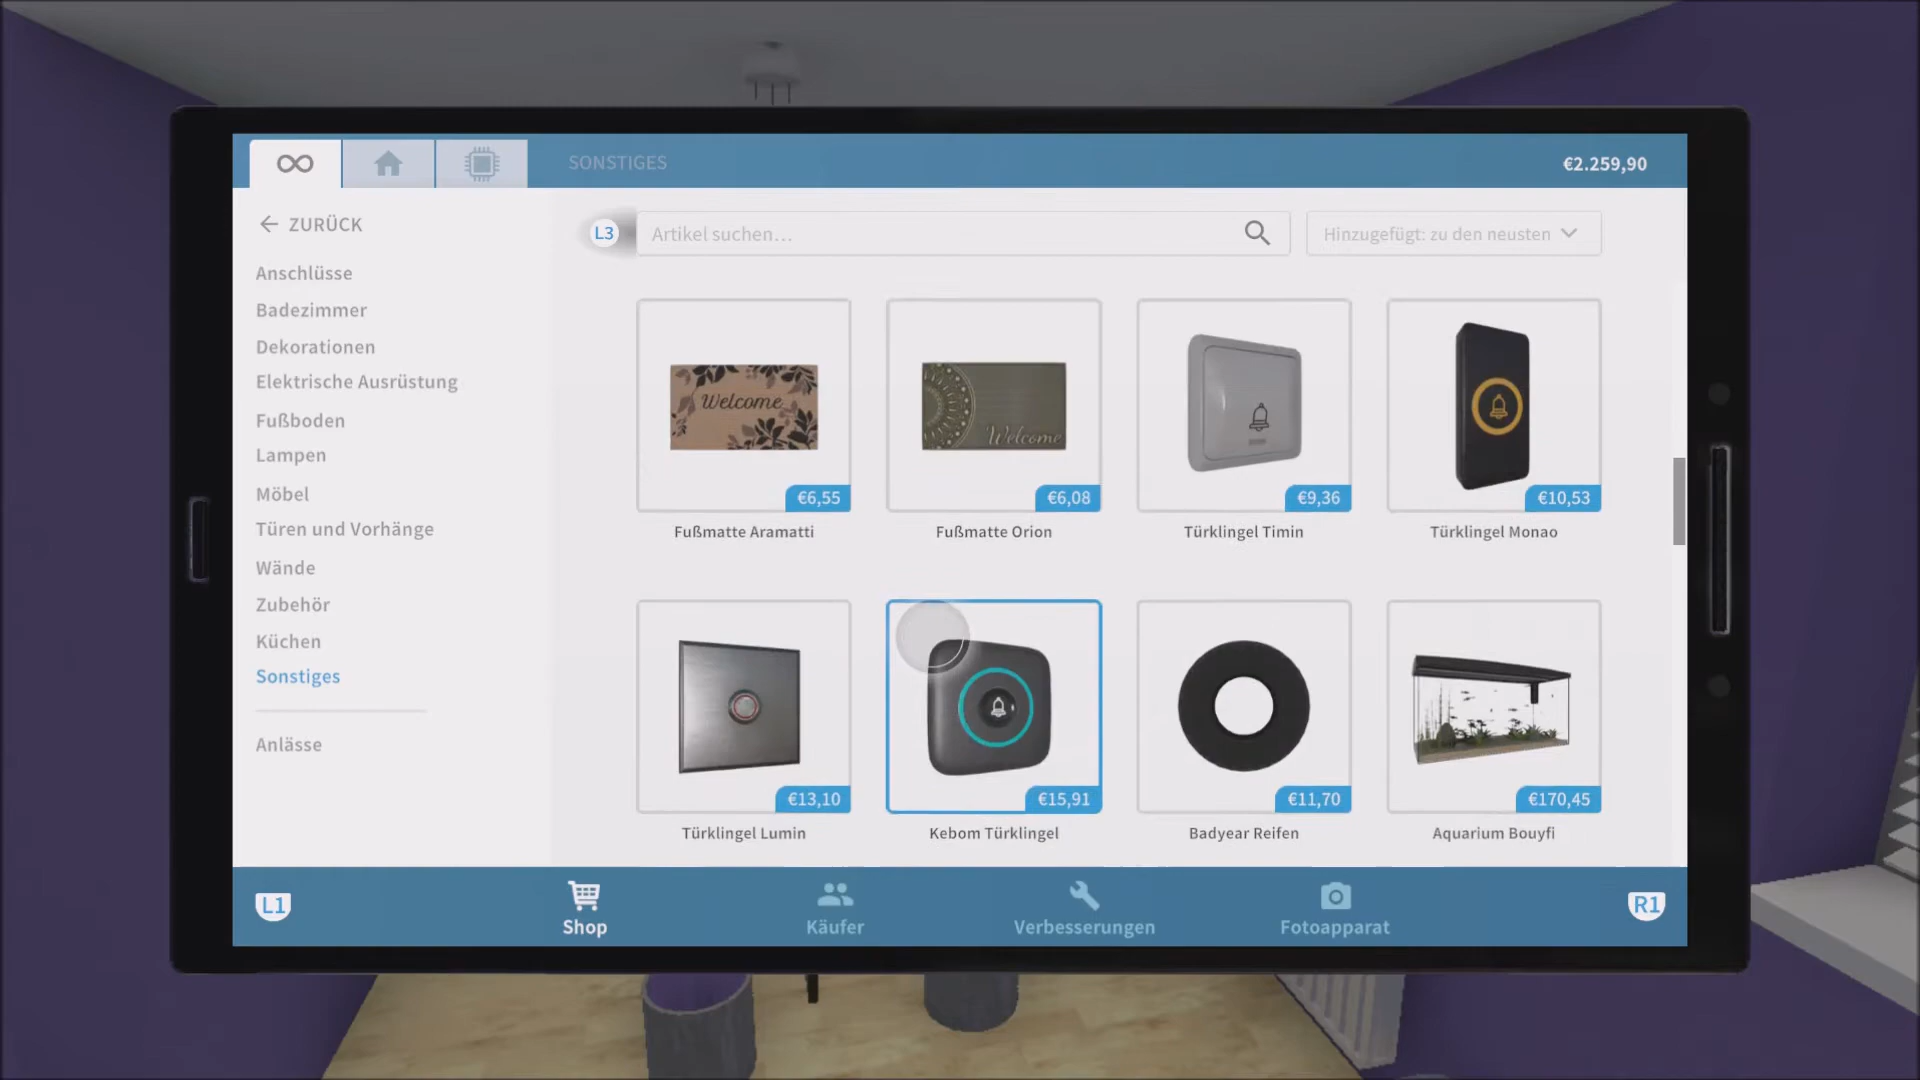 SONSTIGES
€2.259,90
ZURÜCK
L3
Artikel suchen...
Hinzugefügt: zu den neusten
Anschlüsse
Badezimmer
Dekorationen
Elektrische Ausrüstung
Fußboden
Lampen
Möbel
Türen und Vorhänge
Wände
Zubehör
Küchen
Sonstiges
Anlässe
Welcome
€6,55
Fußmatte Aramatti
Welcome
€6,08
Fußmatte Orion
€9,36
Türklingel Timin
€10,53
Türklingel Monao
€13,10
Türklingel Lumin
€15,91
Kebom Türklingel
€11,70
Badyear Reifen
€170,45
Aquarium Bouyfi
L1
Shop
Käufer
Verbesserungen
Fotoapparat
R1